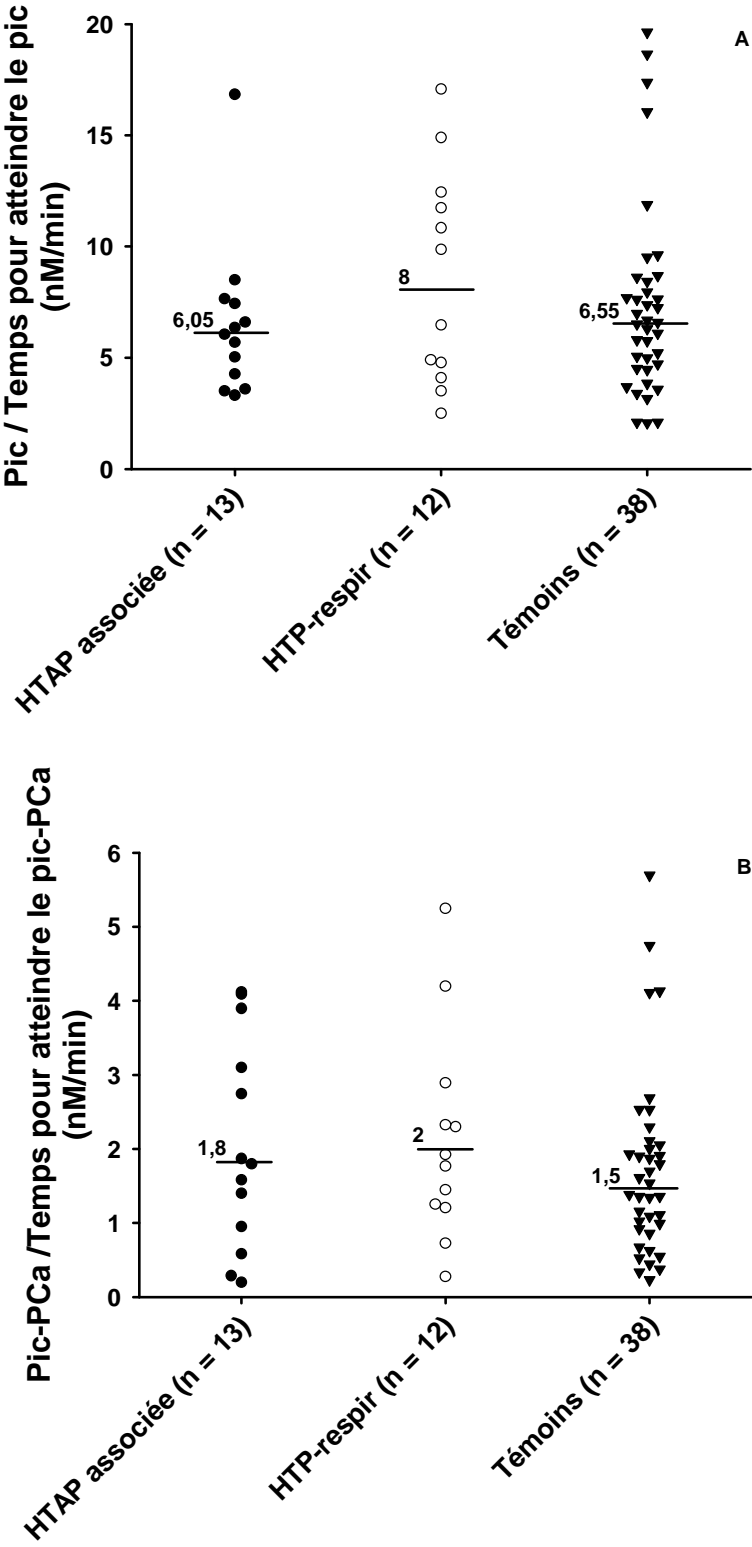 A
Pic / Temps pour atteindre le pic
(nM/min)
20
15
10
5
0
6,05
8
6,55
HTAP associée (n = 13)
HTP-respir (n = 12)
Témoins (n = 38)
B
Pic-PCa /Temps pour atteindre le pic-PCa
(nM/min)
6
5
4
3
2
1
0
1,8
2
1,5
HTAP associée (n = 13)
HTP-respir (n = 12)
Témoins (n = 38)